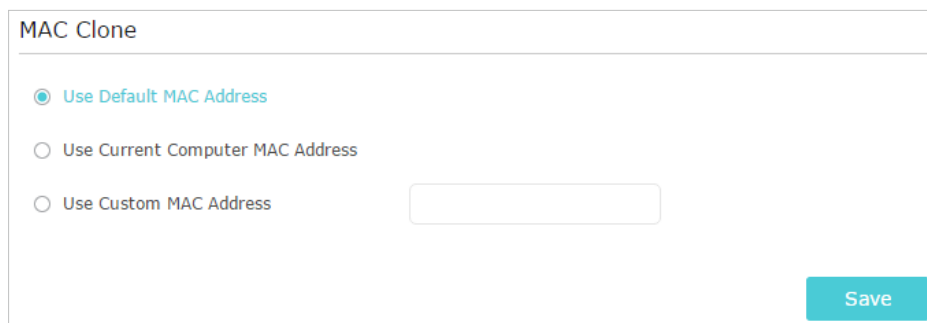 MAC Clone
Use Default MAC Address
Use Current Computer MAC Address
Use Custom MAC Address
Save